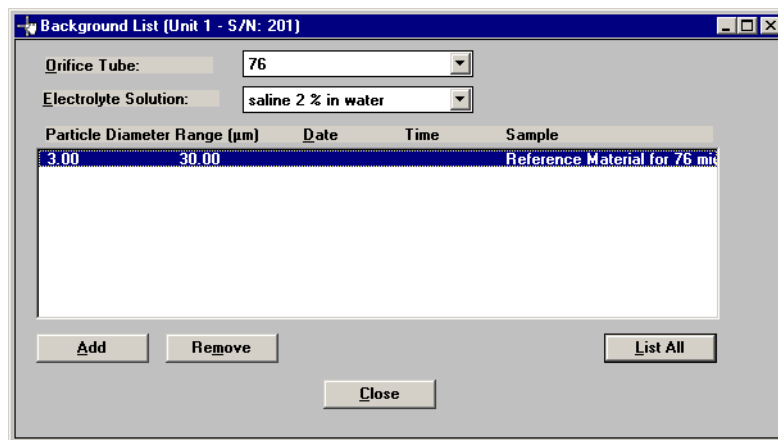 Background List (Unit 1 - S/N: 201)
Orifice Tube: 76
Electrolyte Solution: saline 2 % in water
Particle Diameter Range (µm) Date Time Sample
3.00 30.00 Reference Material for 76
Add Remove List All
Close